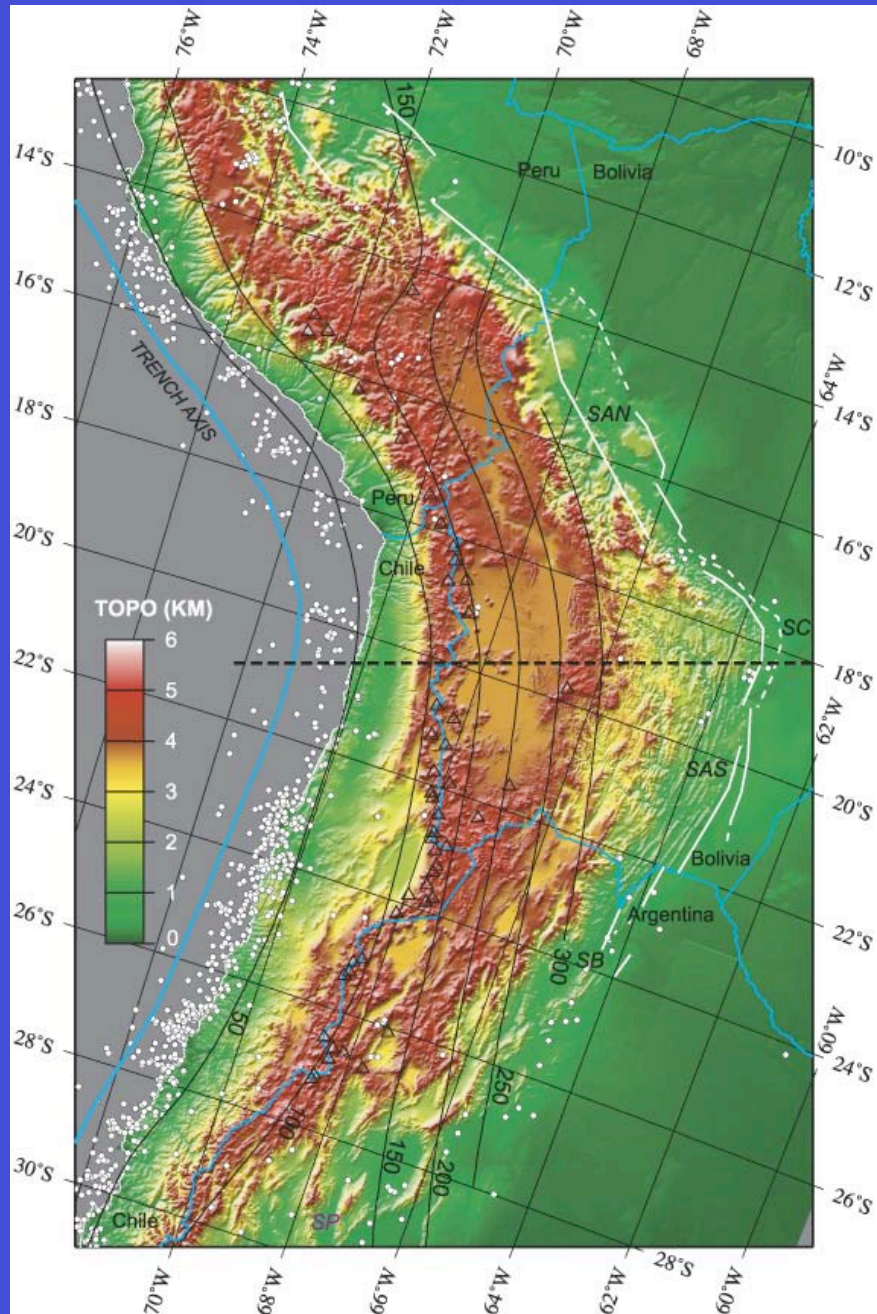 76°W
74°W
72°W
70°W
68°W
14°S
16°S
18°S
20°S
22°S
24°S
26°S
28°S
30°S
10°S
12°S
64°W
14°S
16°S
18°S
62°W
20°S
22°S
60°W
24°S
26°S
150
Peru
Bolivia
TRENCH AXIS
SAN
Peru
Chile
TOPO (KM)
6
5
4
3
2
1
0
SC
SAS
Bolivia
Argentina
SB
300
50
250
100
150
200
Chile
SP
28°S
70°W
68°W
66°W
64°W
62°W
60°W